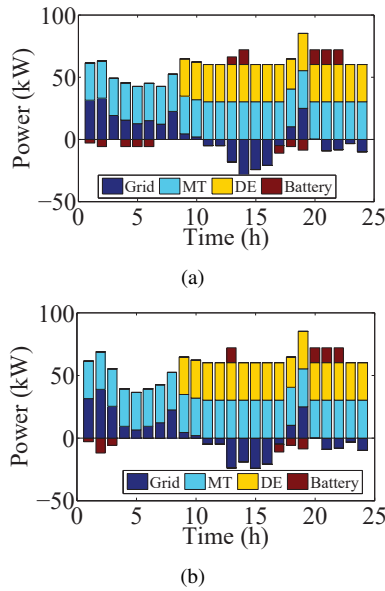 100
50
0
−50
Power (kW)
Grid MT DE Battery
0 5 10 15 20 25
Time (h)
(a)
100
50
0
−50
Power (kW)
Grid MT DE Battery
0 5 10 15 20 25
Time (h)
(b)